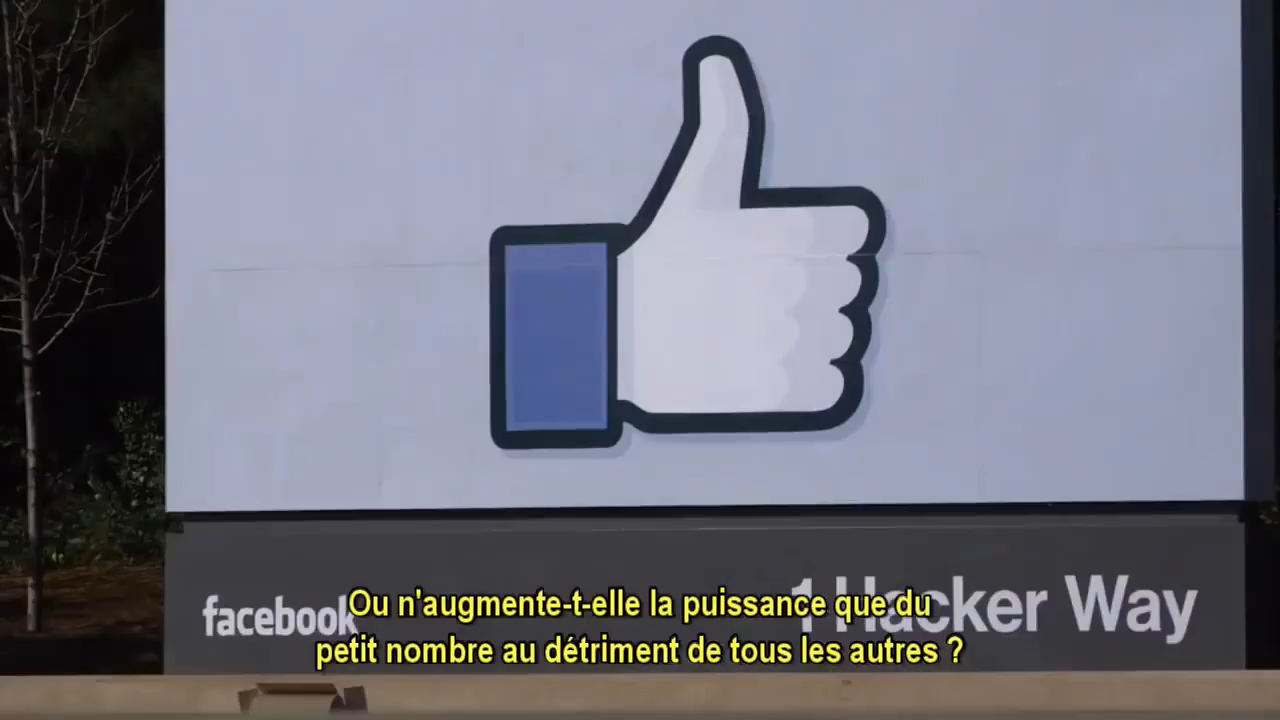 facebook
1 Hacker Way
Ou n'augmente-t-elle la puissance que du
petit nombre au détriment de tous les autres ?